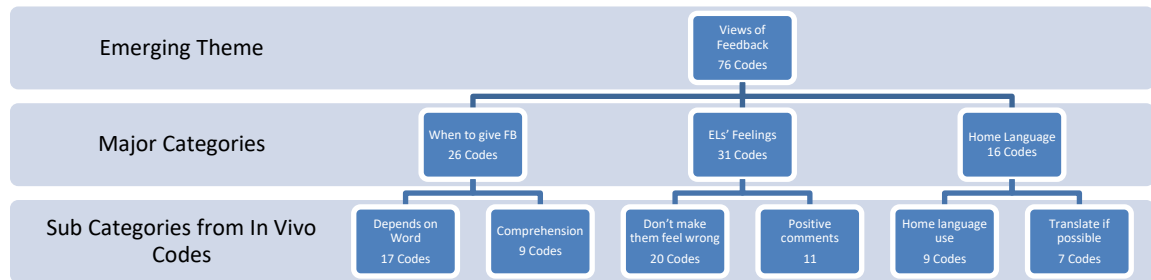 Emerging Theme
Views of
Feedback
76 Codes
Major Categories
When to give FB
26 Codes
ELs' Feelings
31 Codes
Home Language
16 Codes
Sub Categories from In Vivo
Codes
Depends on
Word
17 Codes
Comprehension
9 Codes
Don't make
them feel wrong
20 Codes
Positive
comments
11
Home language
use
9 Codes
Translate if
possible
7 Codes